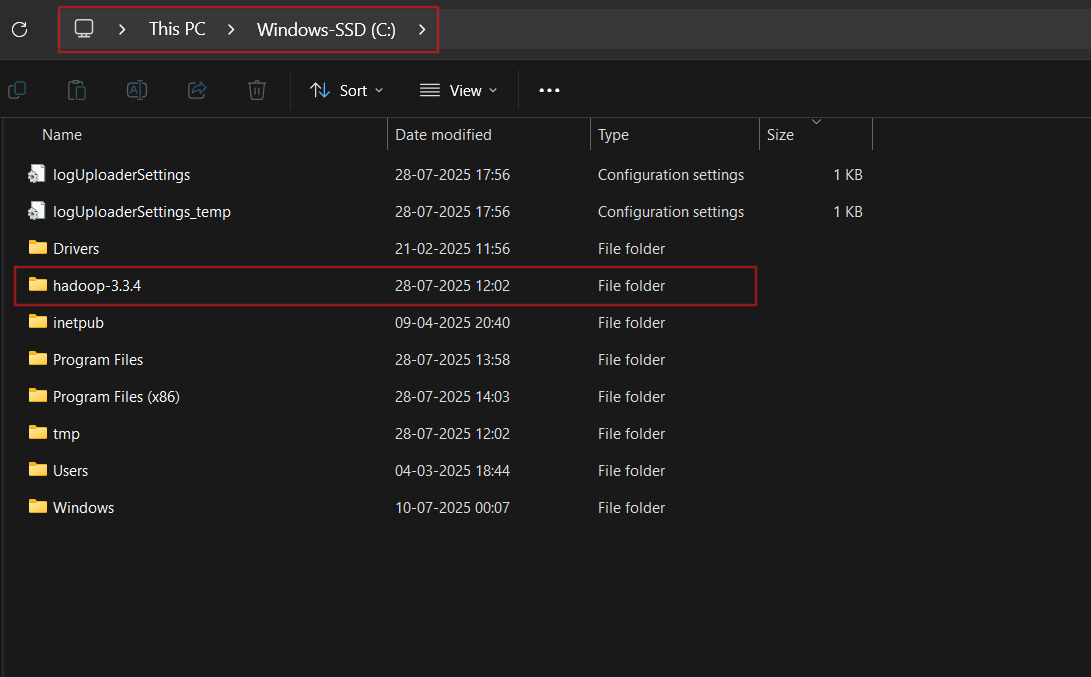 This PC Windows-SSD (C:)
Sort View
Name Date modified Type Size
logUploaderSettings 28-07-2025 17:56 Configuration settings 1 KB
logUploaderSettings_temp 28-07-2025 17:56 Configuration settings 1 KB
Drivers 21-02-2025 11:56 File folder
hadoop-3.3.4 28-07-2025 12:02 File folder
inetpub 09-04-2025 20:40 File folder
Program Files 28-07-2025 13:58 File folder
Program Files (x86) 28-07-2025 14:03 File folder
tmp 28-07-2025 12:02 File folder
Users 04-03-2025 18:44 File folder
Windows 10-07-2025 00:07 File folder